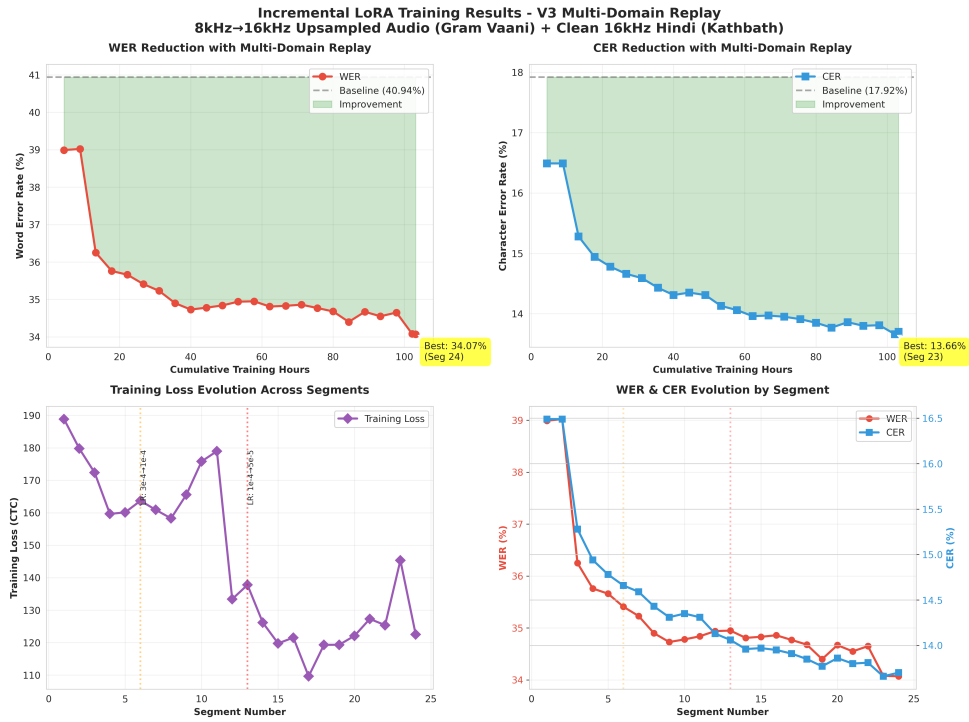 Incremental LoRA Training Results - V3 Multi-Domain Replay
8kHz→16kHz Upsampled Audio (Gram Vaani) + Clean 16kHz Hindi (Kathbath)
WER Reduction with Multi-Domain Replay
41
40
39
38
37
36
35
34
Word Error Rate (%)
WER
Baseline (40.94%)
Improvement
0
20
40
60
80
100
Cumulative Training Hours
Best: 34.07%
(Seg 24)
CER Reduction with Multi-Domain Replay
18
17
16
15
14
Character Error Rate (%)
CER
Baseline (17.92%)
Improvement
0
20
40
60
80
100
Cumulative Training Hours
Best: 13.66%
(Seg 23)
Training Loss Evolution Across Segments
190
180
170
160
150
140
130
120
110
Training Loss (CTC)
Training Loss
LR: 3e-4→1e-4
LR: 1e-4→5e-5
0
5
10
15
20
25
Segment Number
WER & CER Evolution by Segment
39
38
37
36
35
34
WER (%)
WER
CER
16.5
16.0
15.5
15.0
14.5
14.0
CER (%)
0
5
10
15
20
25
Segment Number